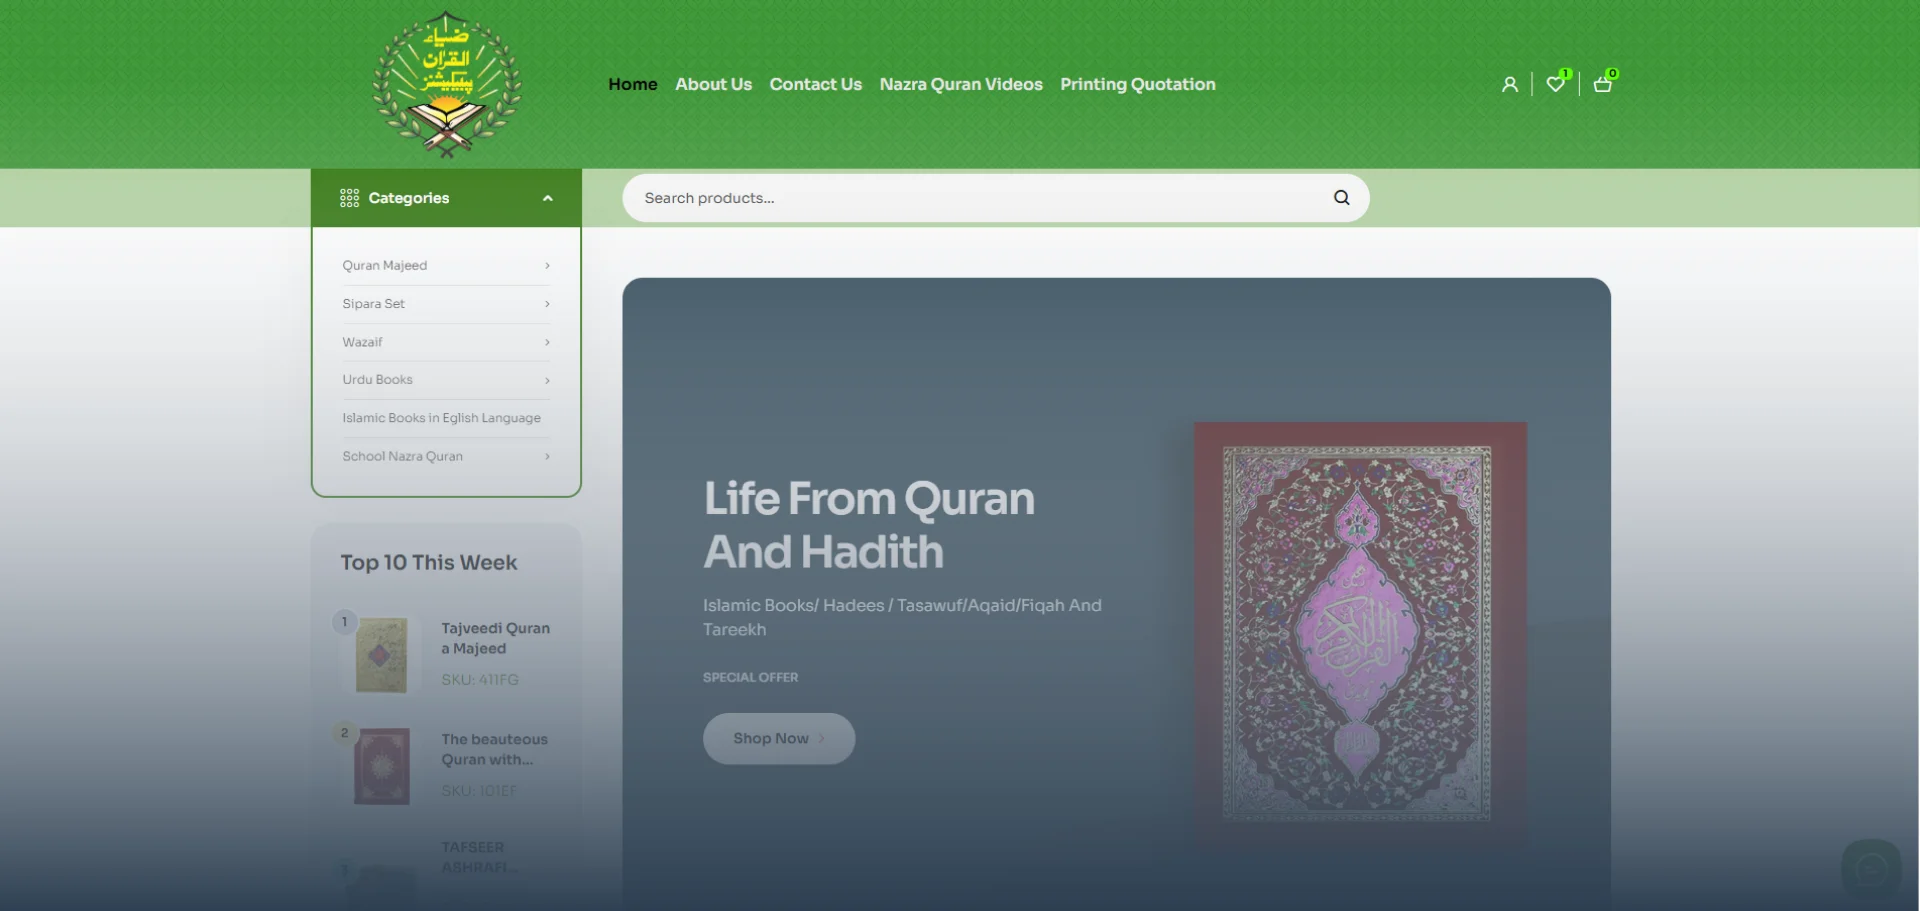 ضیاء
القرآن
پبلیکیشنز
Home About Us Contact Us Nazra Quran Videos Printing Quotation
1
0
Categories
Search products...
Quran Majeed
Sipara Set
Wazaif
Urdu Books
Islamic Books in Eglish Language
School Nazra Quran
Top 10 This Week
1
Tajveedi Quran
a Majeed
SKU: 411FG
2
The beauteous
Quran with...
SKU: 101EF
3
TAFSEER
ASHRAFI...
Life From Quran
And Hadith
Islamic Books/ Hadees / Tasawuf/Aqaid/Fiqah And
Tareekh
SPECIAL OFFER
Shop Now
القرآن الكريم